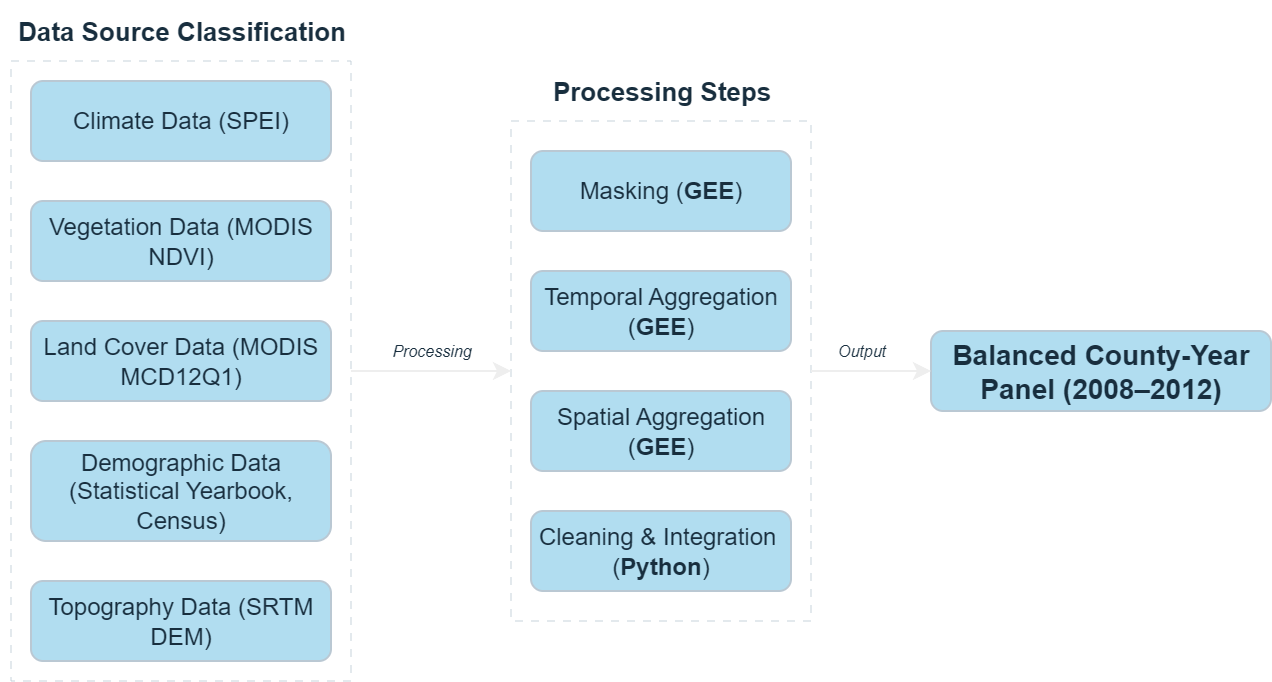 Data Source Classification
Climate Data (SPEI)
Vegetation Data (MODIS
NDVI)
Land Cover Data (MODIS
MCD12Q1)
Demographic Data
(Statistical Yearbook,
Census)
Topography Data (SRTM
DEM)
Processing
Processing Steps
Masking (GEE)
Temporal Aggregation
(GEE)
Spatial Aggregation
(GEE)
Cleaning & Integration
(Python)
Output
Balanced County-Year
Panel (2008–2012)